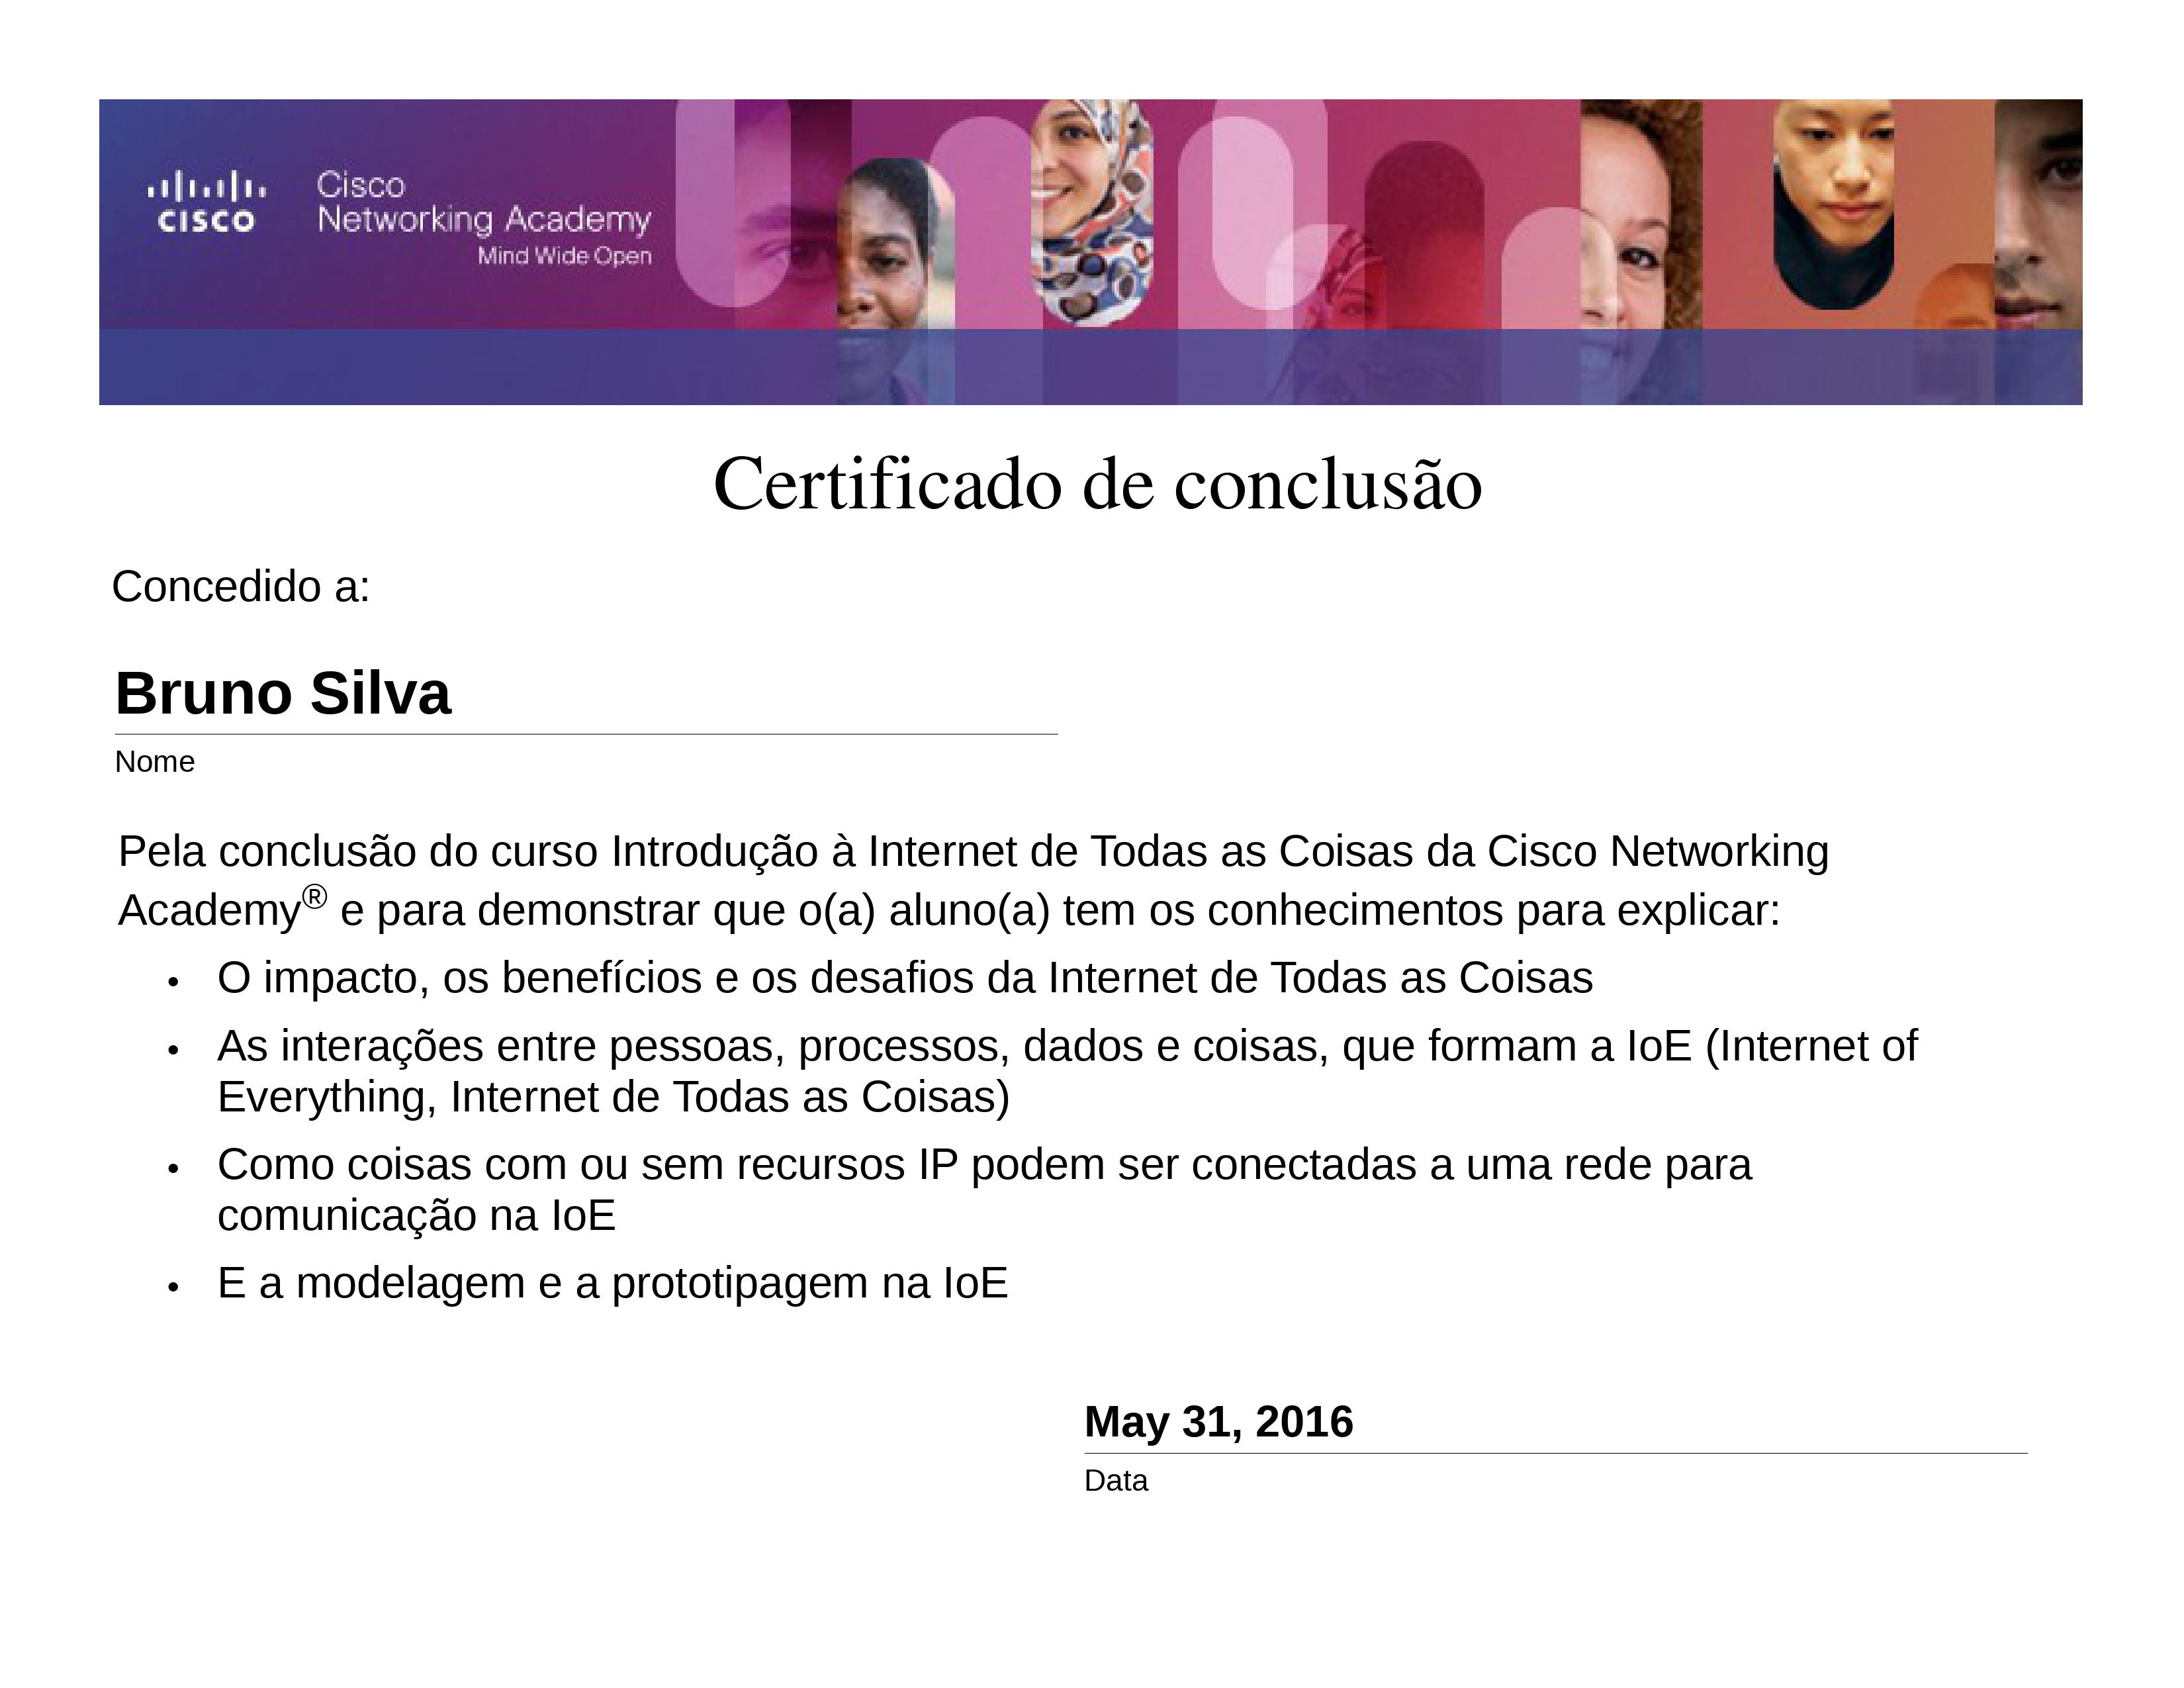 cisco
Cisco
Networking Academy
Mind Wide Open
Certificado de conclusão
Concedido a:
Bruno Silva
Nome
Pela conclusão do curso Introdução à Internet de Todas as Coisas da Cisco Networking
Academy® e para demonstrar que o(a) aluno(a) tem os conhecimentos para explicar:
• O impacto, os benefícios e os desafios da Internet de Todas as Coisas
• As interações entre pessoas, processos, dados e coisas, que formam a IoE (Internet of
Everything, Internet de Todas as Coisas)
• Como coisas com ou sem recursos IP podem ser conectadas a uma rede para
comunicação na IoE
• E a modelagem e a prototipagem na IoE
May 31, 2016
Data